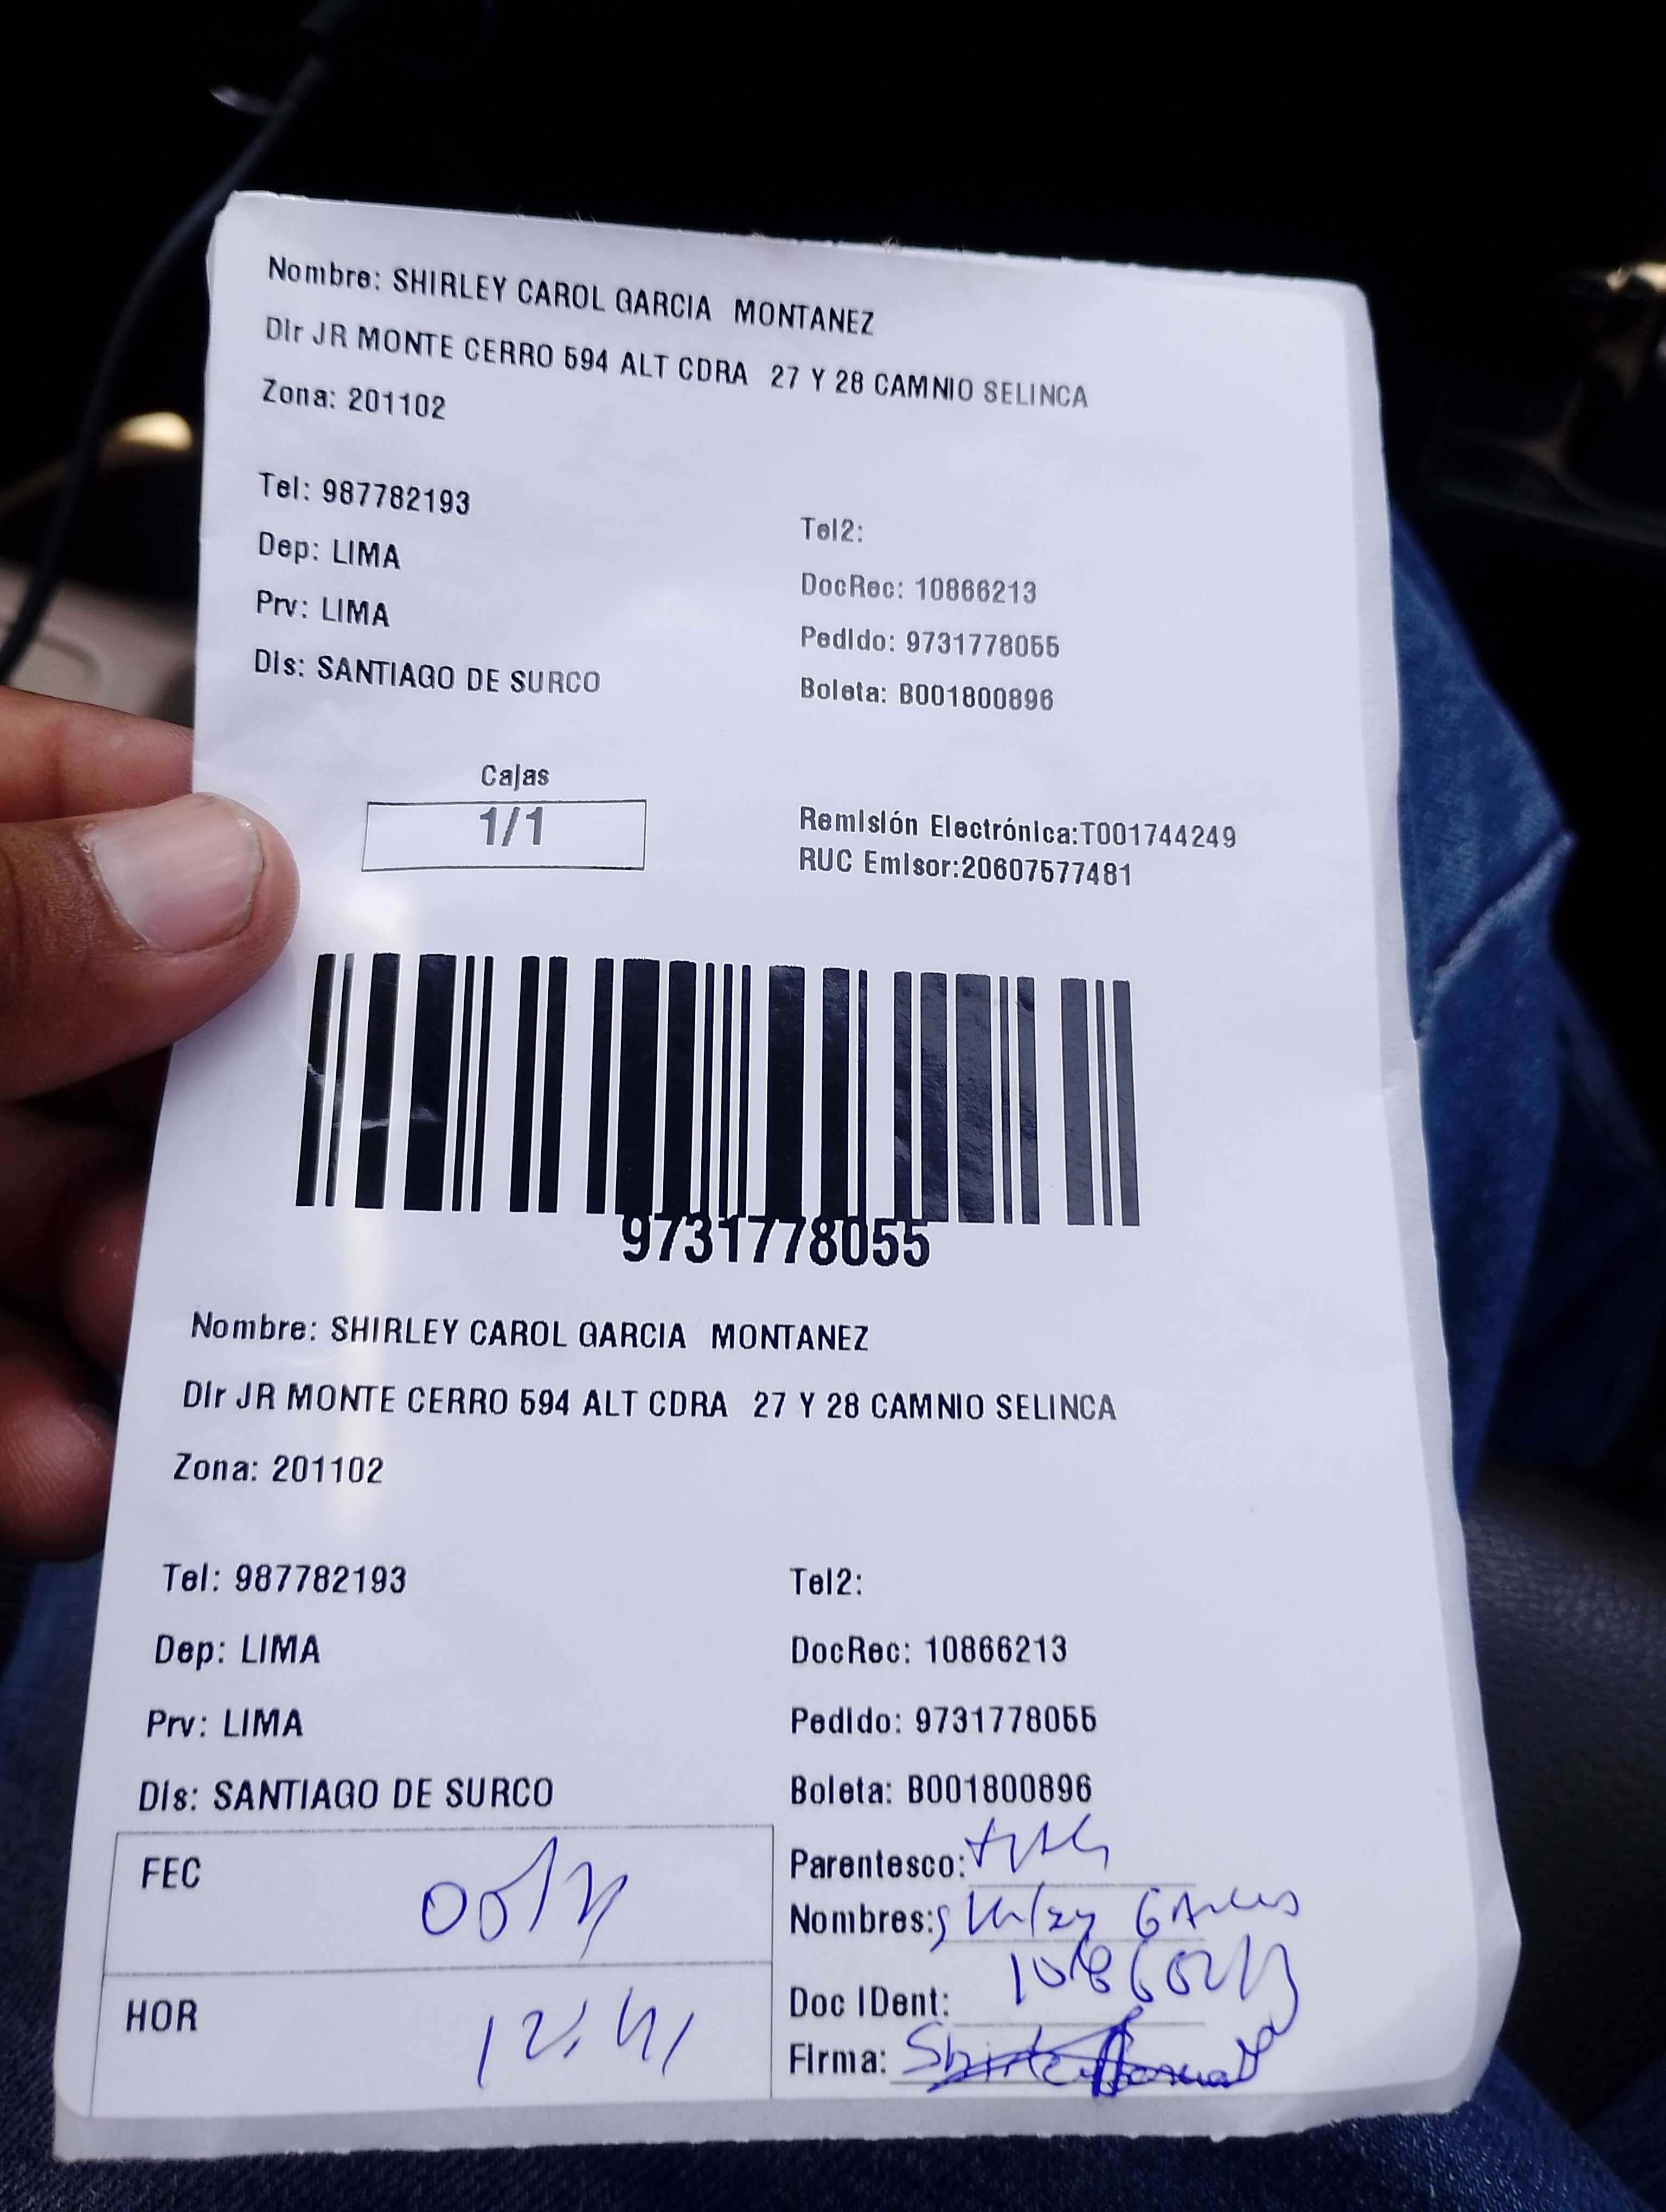 Nombre: SHIRLEY CAROL GARCIA MONTANEZ
Dir JR MONTE CERRO 594 ALT CDRA 27 Y 28 CAMNIO SELINCA
Zona: 201102
Tel: 987782193
Tel2:
Dep: LIMA
DocRec: 10866213
Prv: LIMA
Pedido: 9731778055
Dis: SANTIAGO DE SURCO
Boleta: B001800896
Cajas
1/1
Remisión Electrónica:T001744249
RUC Emisor:20607577481
9731778055
Nombre: SHIRLEY CAROL GARCIA MONTANEZ
Dir JR MONTE CERRO 594 ALT CDRA 27 Y 28 CAMNIO SELINCA
Zona: 201102
Tel: 987782193
Tel2:
Dep: LIMA
DocRec: 10866213
Prv: LIMA
Pedido: 9731778055
Dis: SANTIAGO DE SURCO
Boleta: B001800896
FEC
Parentesco:
Nombres: Shirley Garcia
HOR 12:41
Doc IDent:
Firma: